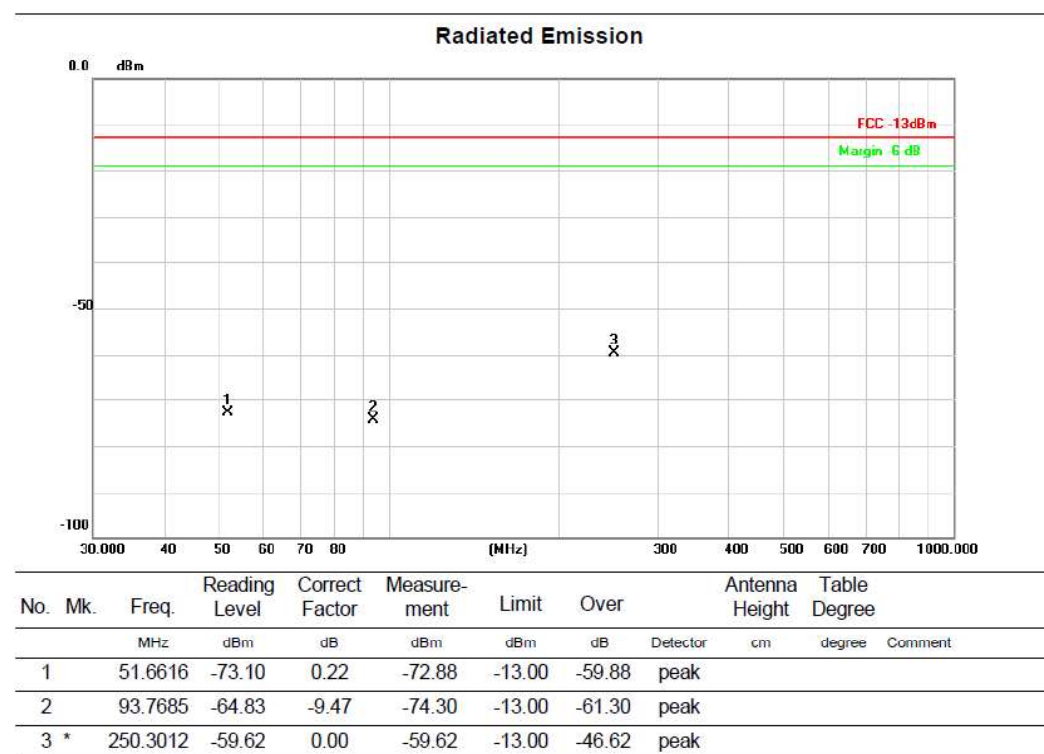 Radiated Emission
0.0 dBm
FCC -13dBm
Margin -6 dB
-50
3
1
2
-100
30.000 40 50 60 70 80 (MHz) 300 400 500 600 700 1000.000
No. Mk. Freq. Reading Level Correct Factor Measure-ment Limit Over Antenna Height Table Degree
MHz dBm dB dBm dBm dB Detector cm degree Comment
1 51.6616 -73.10 0.22 -72.88 -13.00 -59.88 peak
2 93.7685 -64.83 -9.47 -74.30 -13.00 -61.30 peak
3 * 250.3012 -59.62 0.00 -59.62 -13.00 -46.62 peak